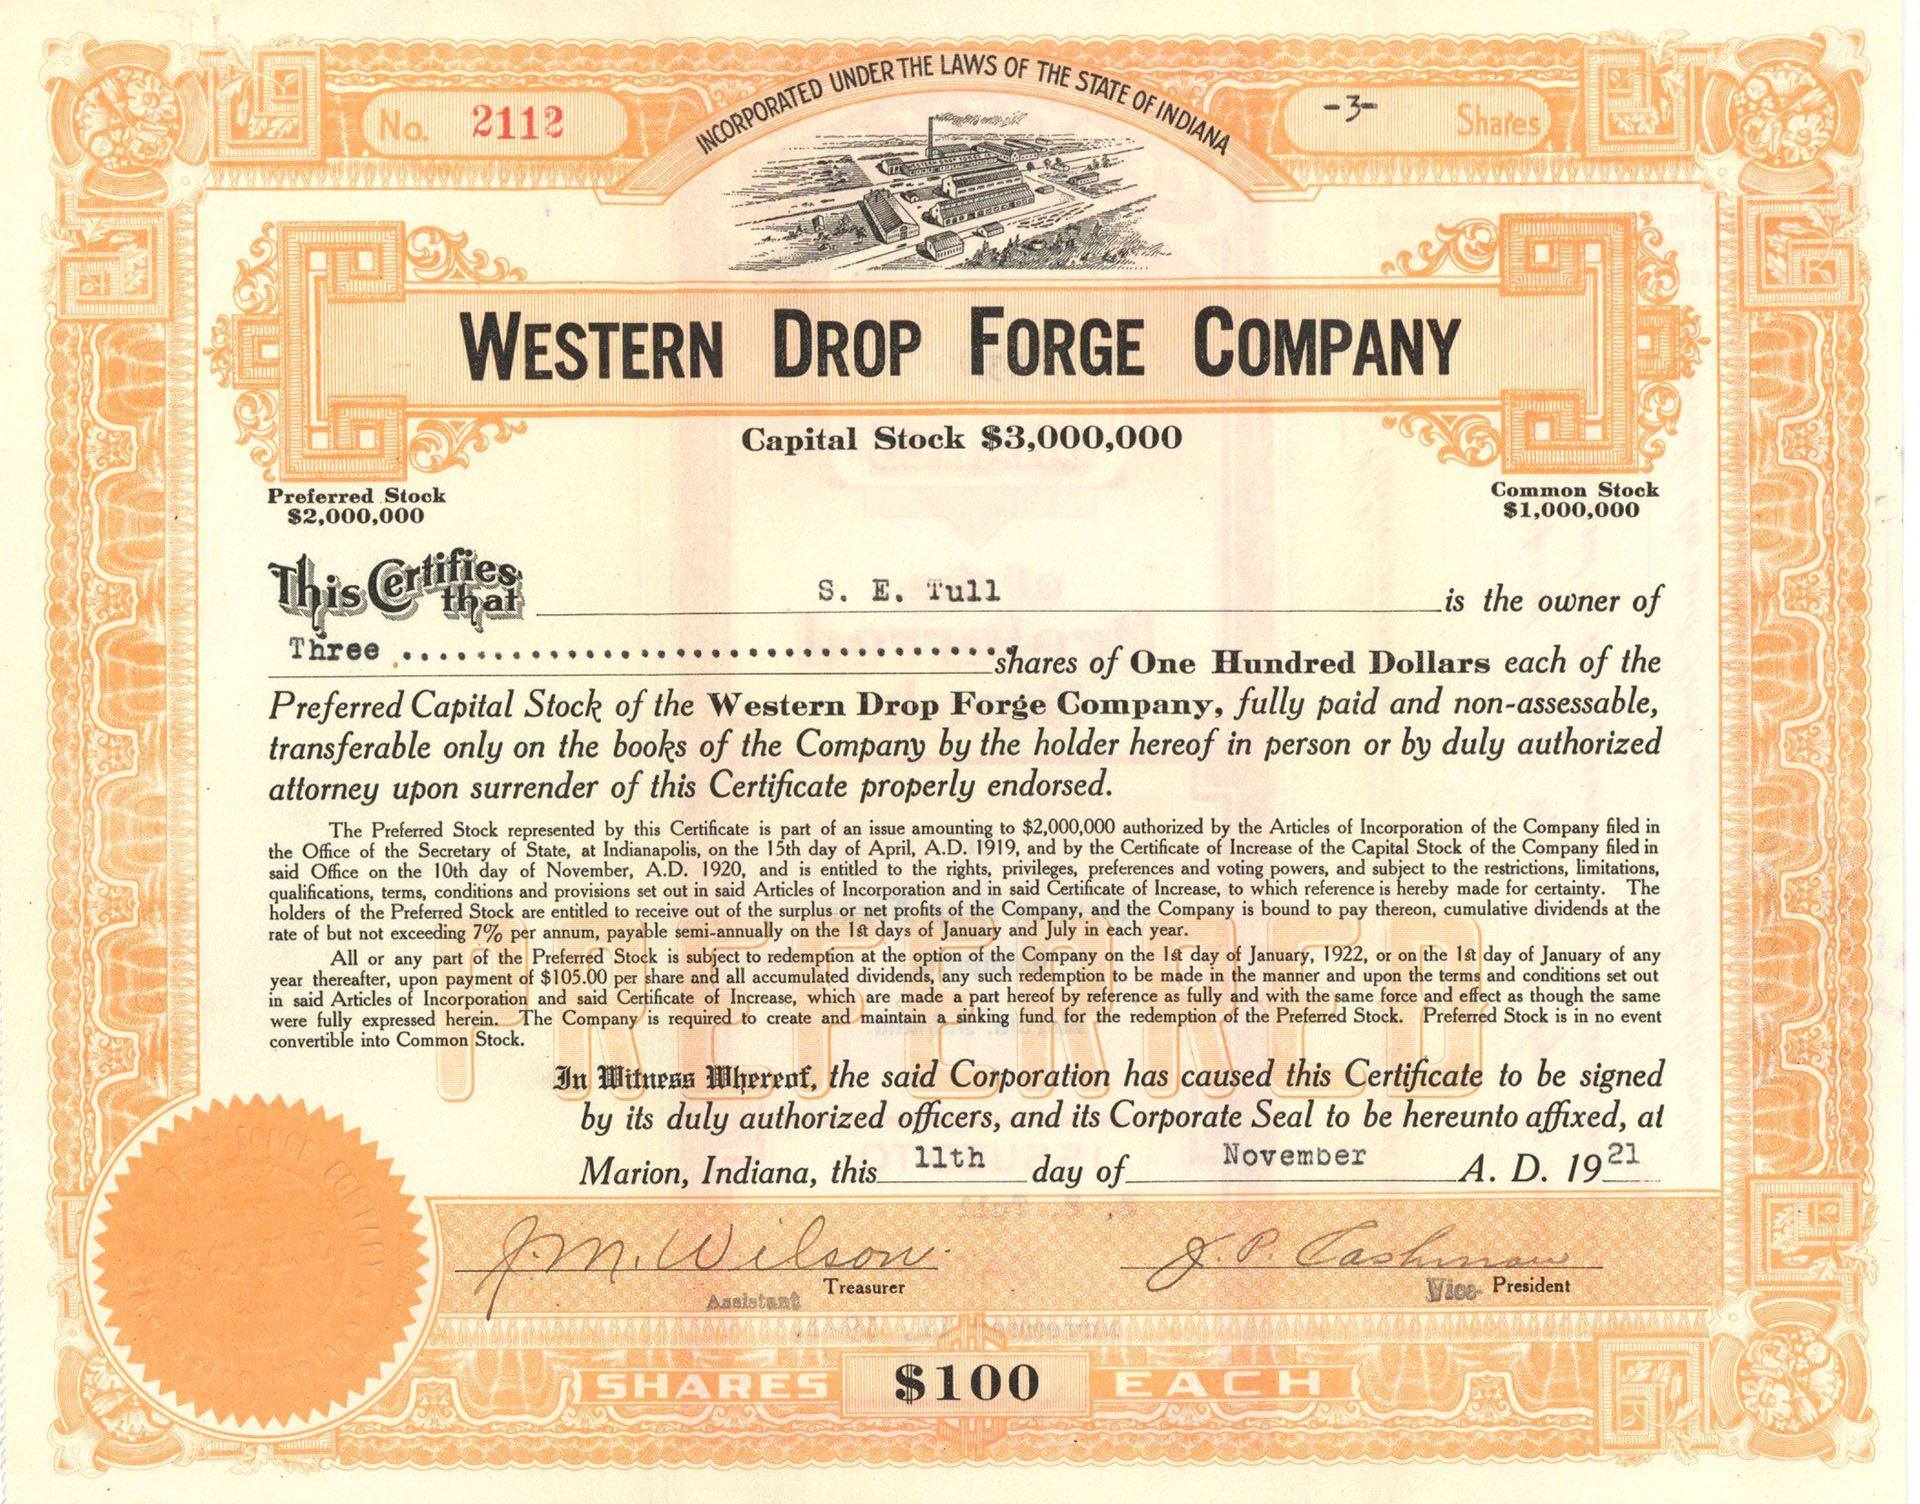 INCORPORATED UNDER THE LAWS OF THE STATE OF INDIANA
No. 2112
-3- Shares
WESTERN DROP FORGE COMPANY
Capital Stock $3,000,000
Preferred Stock
$2,000,000
Common Stock
$1,000,000
This Certifies that S. E. Tull is the owner of
Three shares of One Hundred Dollars each of the
Preferred Capital Stock of the Western Drop Forge Company, fully paid and non-assessable,
transferable only on the books of the Company by the holder hereof in person or by duly authorized
attorney upon surrender of this Certificate properly endorsed.
The Preferred Stock represented by this Certificate is part of an issue amounting to $2,000,000 authorized by the Articles of Incorporation of the Company filed in
the Office of the Secretary of State, at Indianapolis, on the 15th day of April, A.D. 1919, and by the Certificate of Increase of the Capital Stock of the Company filed in
said Office on the 10th day of November, A.D. 1920, and is entitled to the rights, privileges, preferences and voting powers, and subject to the restrictions, limitations,
qualifications, terms, conditions and provisions set out in said Articles of Incorporation and in said Certificate of Increase, to which reference is hereby made for certainty. The
holders of the Preferred Stock are entitled to receive out of the surplus or net profits of the Company, and the Company is bound to pay thereon, cumulative dividends at the
rate of but not exceeding 7% per annum, payable semi-annually on the 1st days of January and July in each year.
All or any part of the Preferred Stock is subject to redemption at the option of the Company on the 1st day of January, 1922, or on the 1st day of January of any
year thereafter, upon payment of $105.00 per share and all accumulated dividends, any such redemption to be made in the manner and upon the terms and conditions set out
in said Articles of Incorporation and said Certificate of Increase, which are made a part hereof by reference as fully and with the same force and effect as though the same
were fully expressed herein. The Company is required to create and maintain a sinking fund for the redemption of the Preferred Stock. Preferred Stock is in no event
convertible into Common Stock.
PREFERRED
In Witness Whereof, the said Corporation has caused this Certificate to be signed
by its duly authorized officers, and its Corporate Seal to be hereunto affixed, at
Marion, Indiana, this 11th day of November A. D. 1921
J. M. Wilson
Assistant Treasurer
J. P. Cashman
Vice- President
SHARES $100 EACH